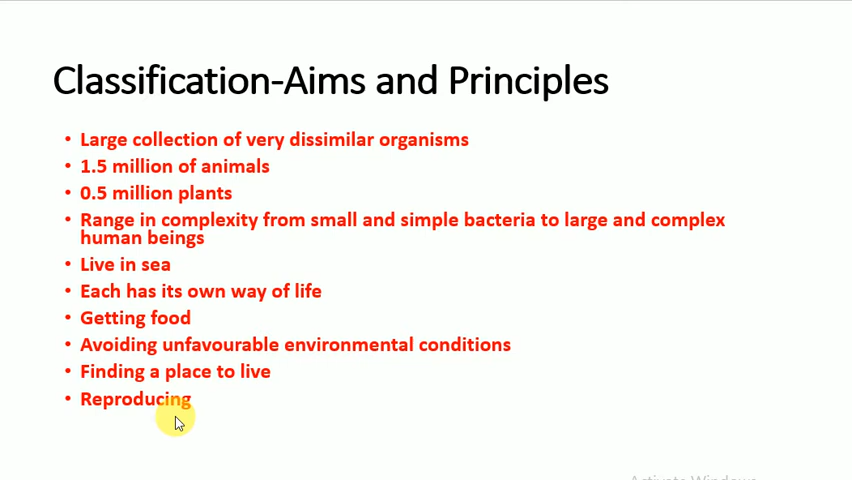 Classification-Aims and Principles
• Large collection of very dissimilar organisms
• 1.5 million of animals
• 0.5 million plants
• Range in complexity from small and simple bacteria to large and complex
human beings
• Live in sea
• Each has its own way of life
• Getting food
• Avoiding unfavourable environmental conditions
• Finding a place to live
• Reproducing
Activate Windows